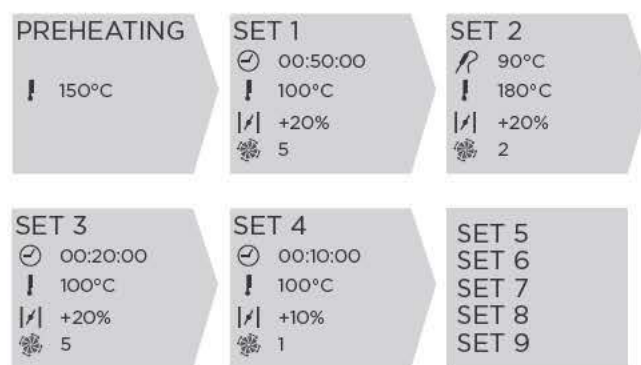 PREHEATING
150°C
SET 1
00:50:00
100°C
+20%
5
SET 2
90°C
180°C
+20%
2
SET 3
00:20:00
100°C
+20%
5
SET 4
00:10:00
100°C
+10%
1
SET 5
SET 6
SET 7
SET 8
SET 9